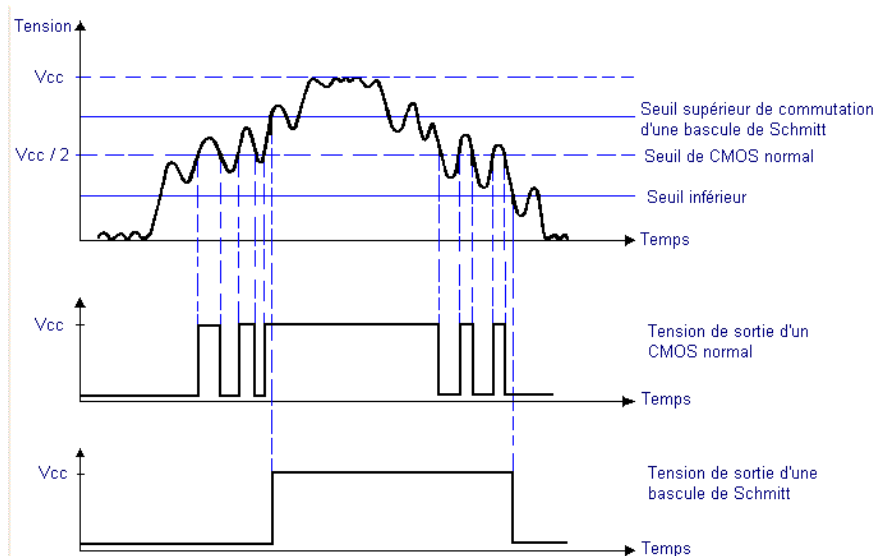 Tension
Vcc
Seuil supérieur de commutation
d'une bascule de Schmitt
Vcc / 2
Seuil de CMOS normal
Seuil inférieur
Temps
Vcc
Tension de sortie d'un
CMOS normal
Temps
Vcc
Tension de sortie d'une
bascule de Schmitt
Temps